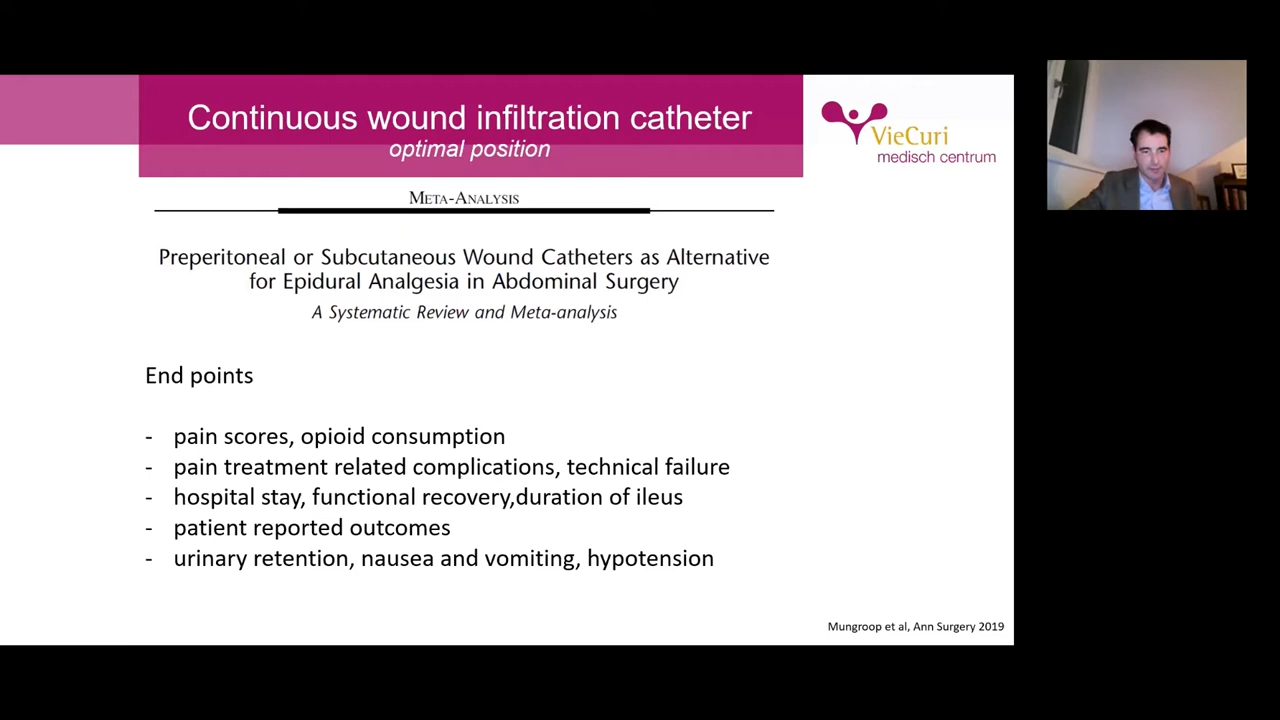 Continuous wound infiltration catheter
optimal position
VieCuri
medisch centrum
META-ANALYSIS
Preperitoneal or Subcutaneous Wound Catheters as Alternative
for Epidural Analgesia in Abdominal Surgery
A Systematic Review and Meta-analysis
End points
- pain scores, opioid consumption
- pain treatment related complications, technical failure
- hospital stay, functional recovery,duration of ileus
- patient reported outcomes
- urinary retention, nausea and vomiting, hypotension
Mungroop et al, Ann Surgery 2019